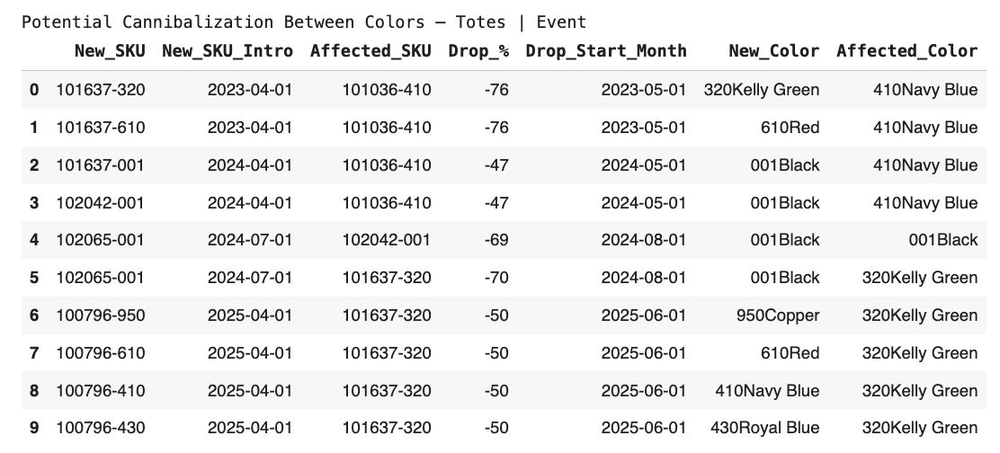 Potential Cannibalization Between Colors — Totes | Event
New_SKU New_SKU_Intro Affected_SKU Drop_% Drop_Start_Month New_Color Affected_Color
0 101637-320 2023-04-01 101036-410 -76 2023-05-01 320Kelly Green 410Navy Blue
1 101637-610 2023-04-01 101036-410 -76 2023-05-01 610Red 410Navy Blue
2 101637-001 2024-04-01 101036-410 -47 2024-05-01 001Black 410Navy Blue
3 102042-001 2024-04-01 101036-410 -47 2024-05-01 001Black 410Navy Blue
4 102065-001 2024-07-01 102042-001 -69 2024-08-01 001Black 001Black
5 102065-001 2024-07-01 101637-320 -70 2024-08-01 001Black 320Kelly Green
6 100796-950 2025-04-01 101637-320 -50 2025-06-01 950Copper 320Kelly Green
7 100796-610 2025-04-01 101637-320 -50 2025-06-01 610Red 320Kelly Green
8 100796-410 2025-04-01 101637-320 -50 2025-06-01 410Navy Blue 320Kelly Green
9 100796-430 2025-04-01 101637-320 -50 2025-06-01 430Royal Blue 320Kelly Green